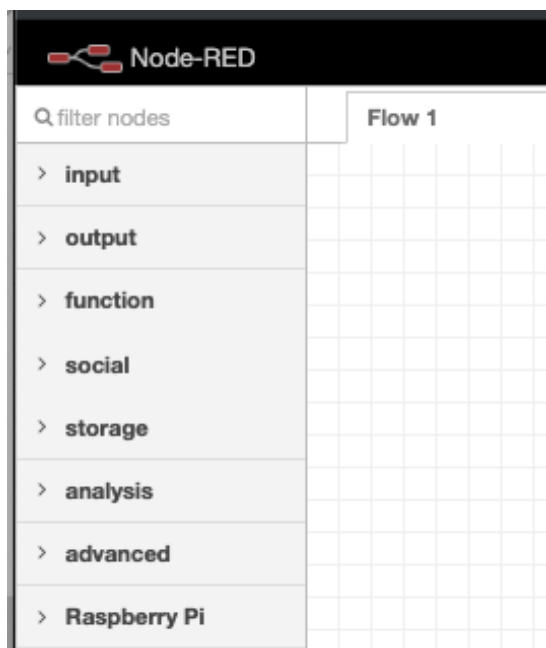 Node-RED
filter nodes
Flow 1
input
output
function
social
storage
analysis
advanced
Raspberry Pi